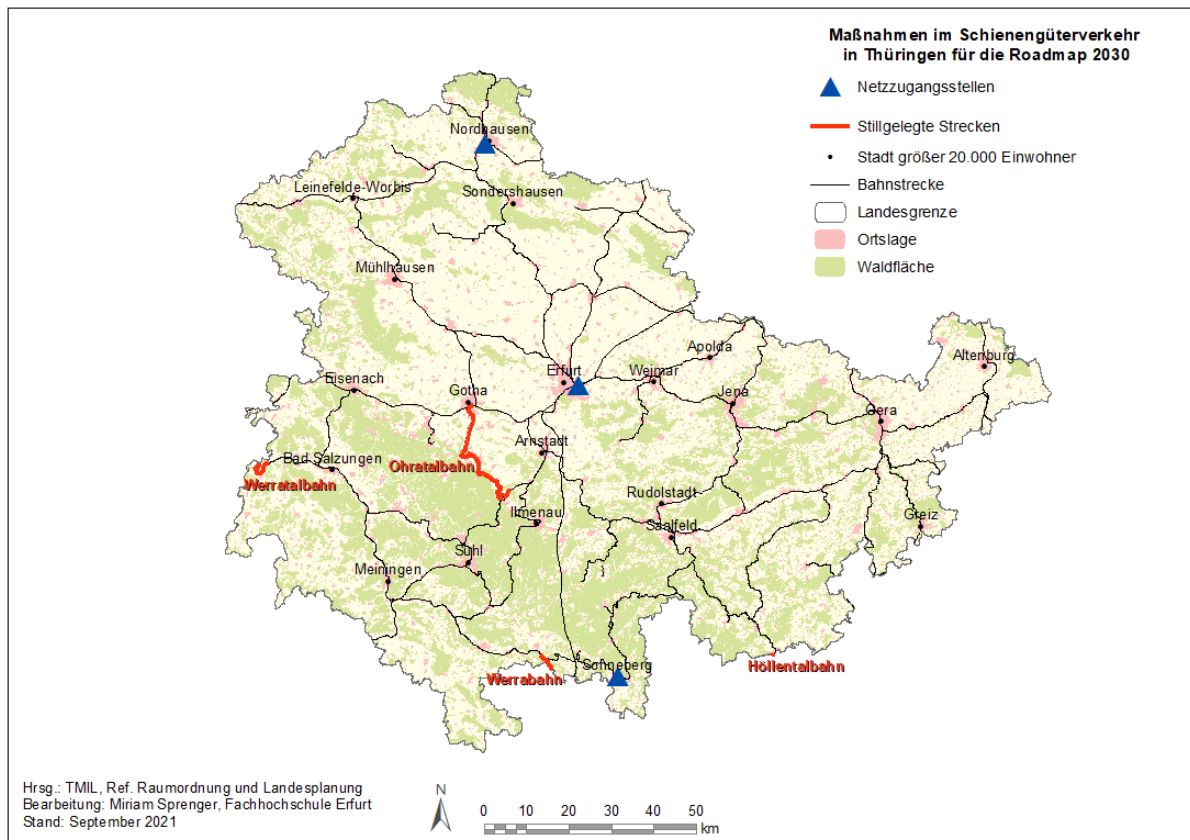 Maßnahmen im Schienengüterverkehr
in Thüringen für die Roadmap 2030
Netzzugangsstellen
Stillgelegte Strecken
Stadt größer 20.000 Einwohner
Bahnstrecke
Landesgrenze
Ortslage
Waldfläche
Nordhausen
Leinefelde-Worbis
Sondershausen
Mühlhausen
Apolda
Altenburg
Eisenach
Gotha
Erfurt
Weimar
Jena
Gera
Arnstadt
Bad Salzungen
Ohratalbahn
Werratalbahn
Rudolstadt
Ilmenau
Saalfeld
Greiz
Suhl
Meiningen
Werrabahn
Sonneberg
Höllentalbahn
Hrsg.: TMIL, Ref. Raumordnung und Landesplanung
Bearbeitung: Miriam Sprenger, Fachhochschule Erfurt
Stand: September 2021
N
0 10 20 30 40 50
km